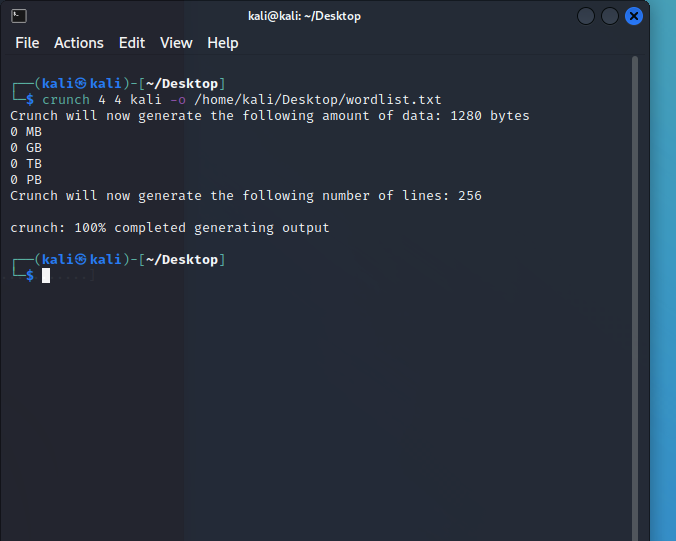 kali@kali: ~/Desktop
File Actions Edit View Help
┌──(kali㉿kali)-[~/Desktop]
└─$ crunch 4 4 kali -o /home/kali/Desktop/wordlist.txt
Crunch will now generate the following amount of data: 1280 bytes
0 MB
0 GB
0 TB
0 PB
Crunch will now generate the following number of lines: 256
crunch: 100% completed generating output
┌──(kali㉿kali)-[~/Desktop]
└─$